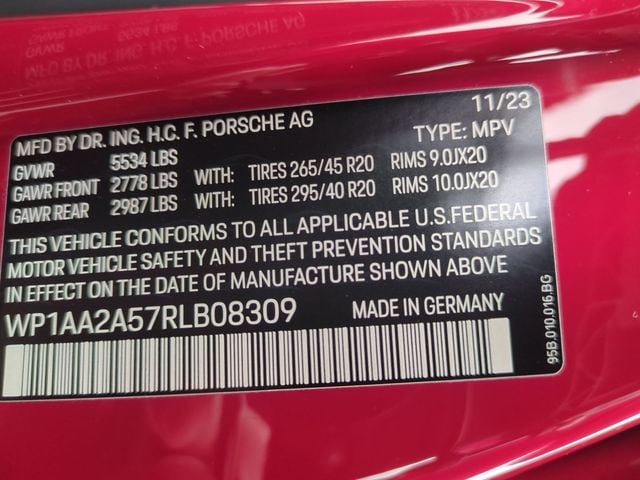 MFD BY DR. ING. H.C. F. PORSCHE AG 11/23
GVWR 5534 LBS TYPE: MPV
GAWR FRONT 2778 LBS WITH: TIRES 265/45 R20 RIMS 9.0JX20
GAWR REAR 2987 LBS WITH: TIRES 295/40 R20 RIMS 10.0JX20
THIS VEHICLE CONFORMS TO ALL APPLICABLE U.S.FEDERAL
MOTOR VEHICLE SAFETY AND THEFT PREVENTION STANDARDS
IN EFFECT ON THE DATE OF MANUFACTURE SHOWN ABOVE
WP1AA2A57RLB08309 MADE IN GERMANY
95B.010.016.BG